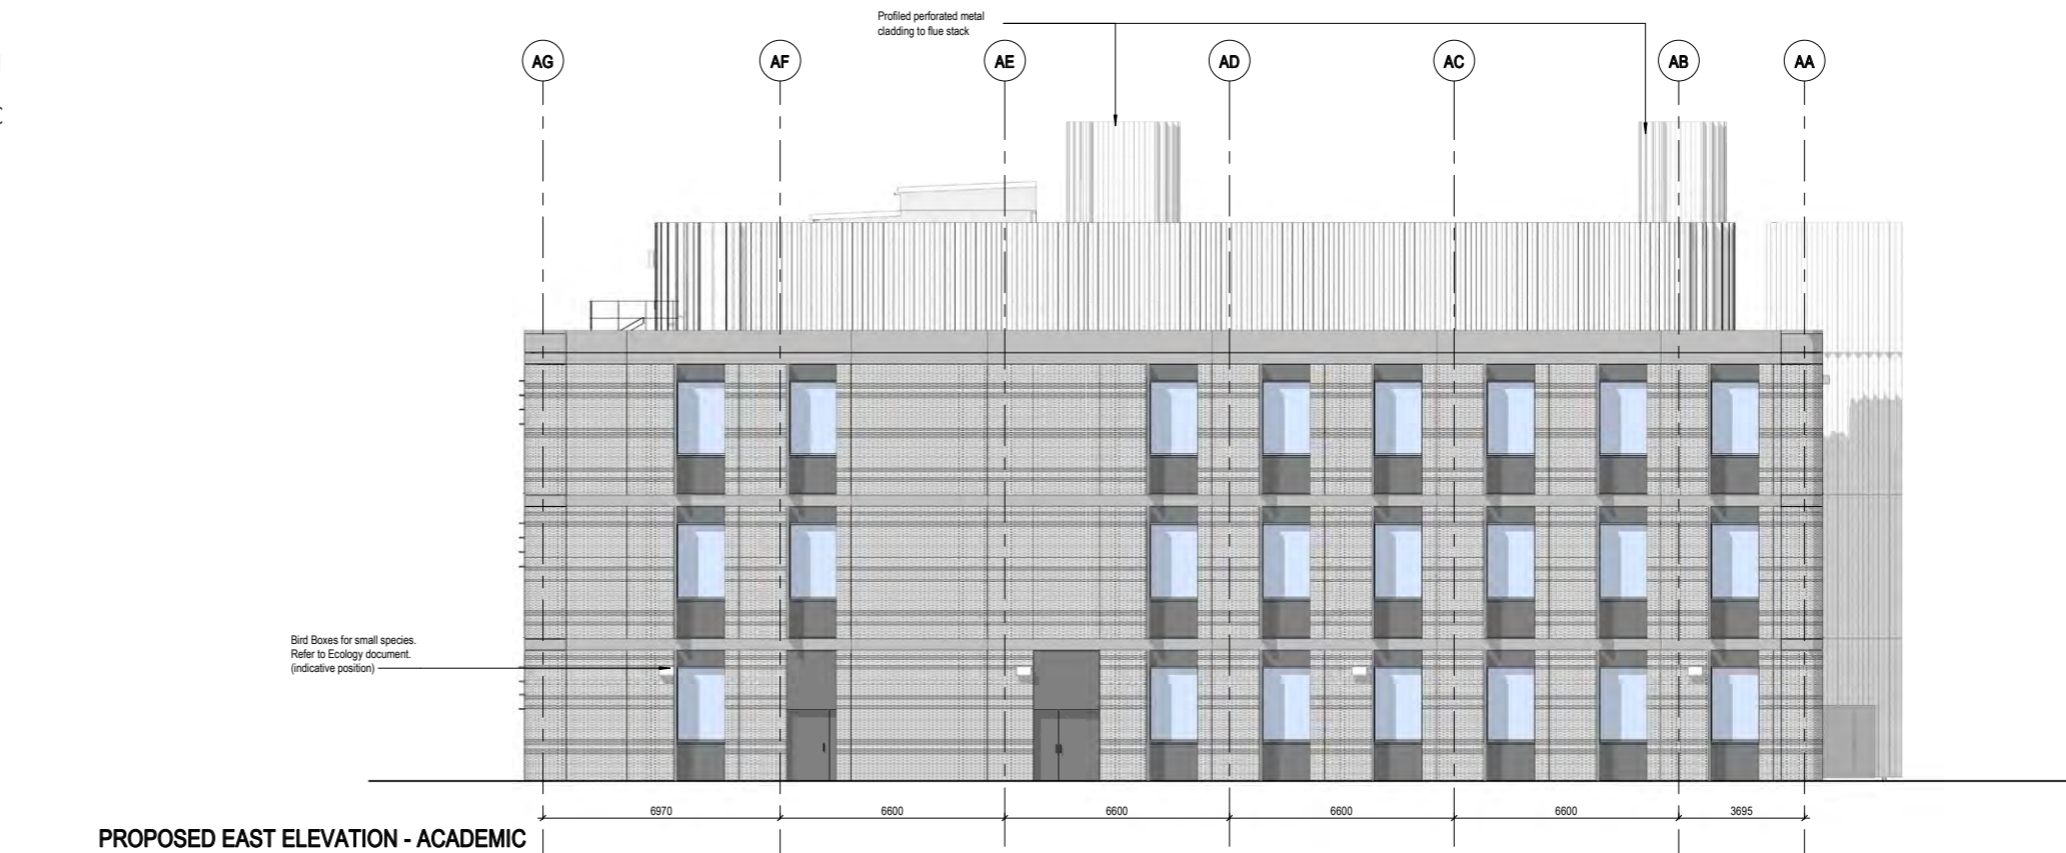 Profiled perforated metal
cladding to flue stack
AG AF AE AD AC AB AA
Bird Boxes for small species.
Refer to Ecology document.
(indicative position)
6970 6600 6600 6600 6600 3695
PROPOSED EAST ELEVATION - ACADEMIC